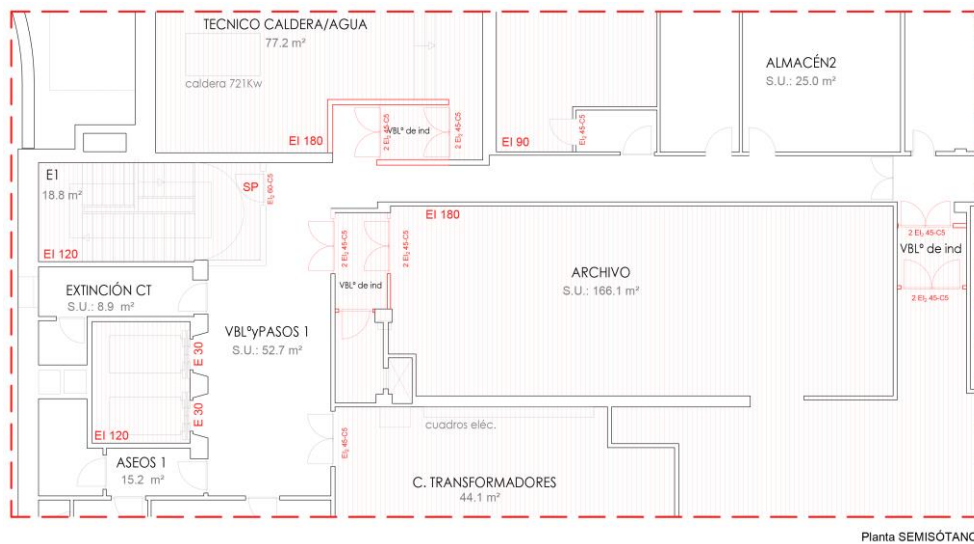 TECNICO CALDERA/AGUA
77.2 m²
caldera 721Kw
EI 180
2 EI₂ 45-C5
VBLº de ind
2 EI₂ 45-C5
EI 90
EI₂ 45-C5
ALMACÉN2
S.U.: 25.0 m²
E1
18.8 m²
SP
EI₂ 60-C5
EI 120
EI 180
2 EI₂ 45-C5
2 EI₂ 45-C5
VBLº de ind
ARCHIVO
S.U.: 166.1 m²
2 EI₂ 45-C5
VBLº de ind
2 EI₂ 45-C5
EXTINCIÓN CT
S.U.: 8.9 m²
VBLºyPASOS 1
S.U.: 52.7 m²
E 30
E 30
EI 120
EI₂ 45-C5
cuadros eléc.
ASEOS 1
15.2 m²
C. TRANSFORMADORES
44.1 m²
Planta SEMISÓTANO